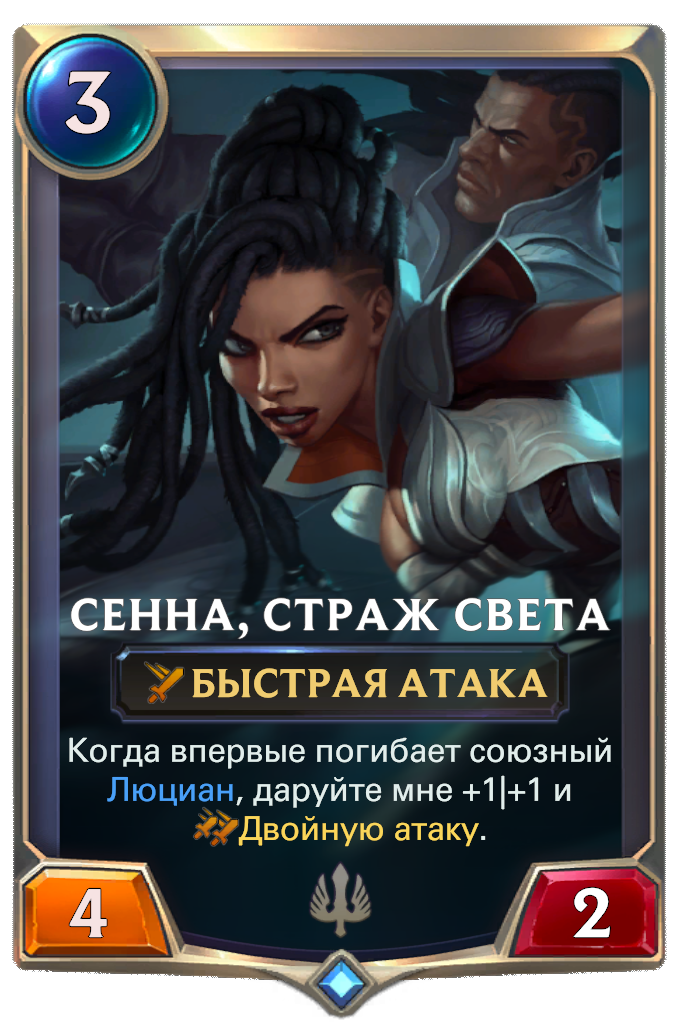 3
СЕННА, СТРАЖ СВЕТА
БЫСТРАЯ АТАКА
Когда впервые погибает союзный
Люциан, даруйте мне +1|+1 и
Двойную атаку.
4
2